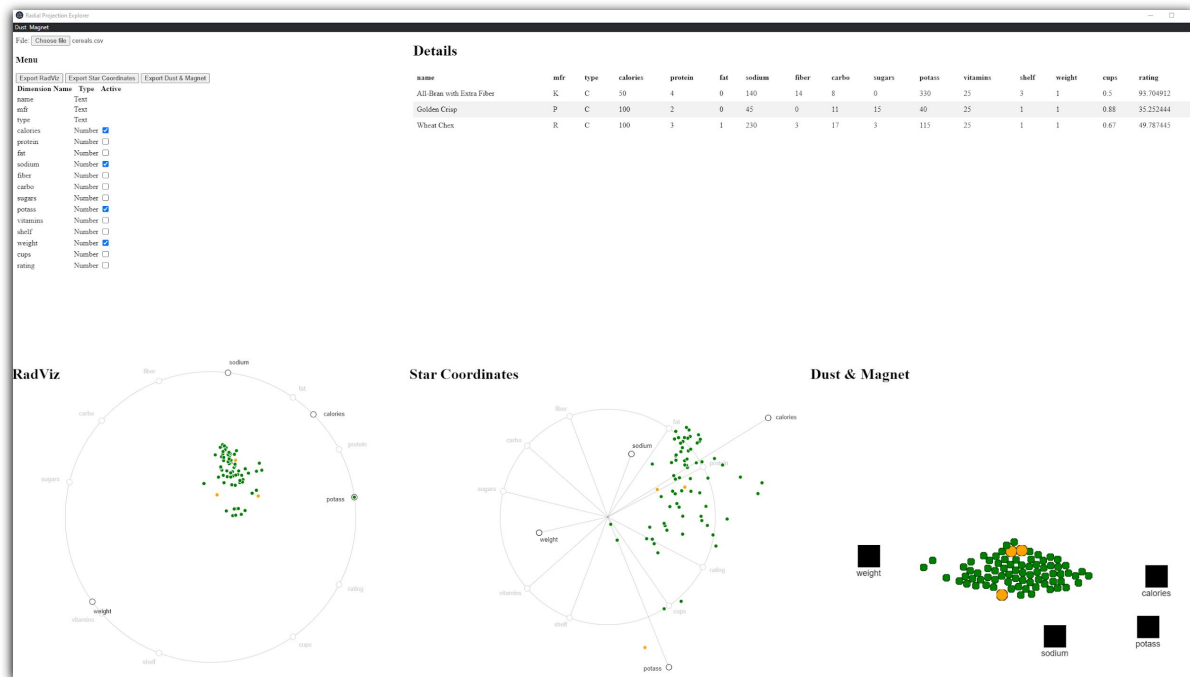 Radial Projection Explorer
Dust Magnet
File: Choose file cereals.csv
Menu
Export RadViz Export Star Coordinates Export Dust & Magnet
Dimension Name Type Active
name Text
mfr Text
type Text
calories Number
protein Number
fat Number
sodium Number
fiber Number
carbo Number
sugars Number
potass Number
vitamins Number
shelf Number
weight Number
cups Number
rating Number
Details
name mfr type calories protein fat sodium fiber carbo sugars potass vitamins shelf weight cups rating
All-Bran with Extra Fiber K C 50 4 0 140 14 8 0 330 25 3 1 0.5 93.704912
Golden Crisp P C 100 2 0 45 0 11 15 40 25 1 1 0.88 35.252444
Wheat Chex R C 100 3 1 230 3 17 3 115 25 1 1 0.67 49.787445
RadViz
sodium
fiber
fat
carbo
calories
protein
sugars
potass
rating
weight
vitamins
cups
shelf
Star Coordinates
fiber
calories
fat
carbo
sodium
protein
sugars
weight
rating
vitamins
cups
shelf
potass
Dust & Magnet
weight
calories
potass
sodium